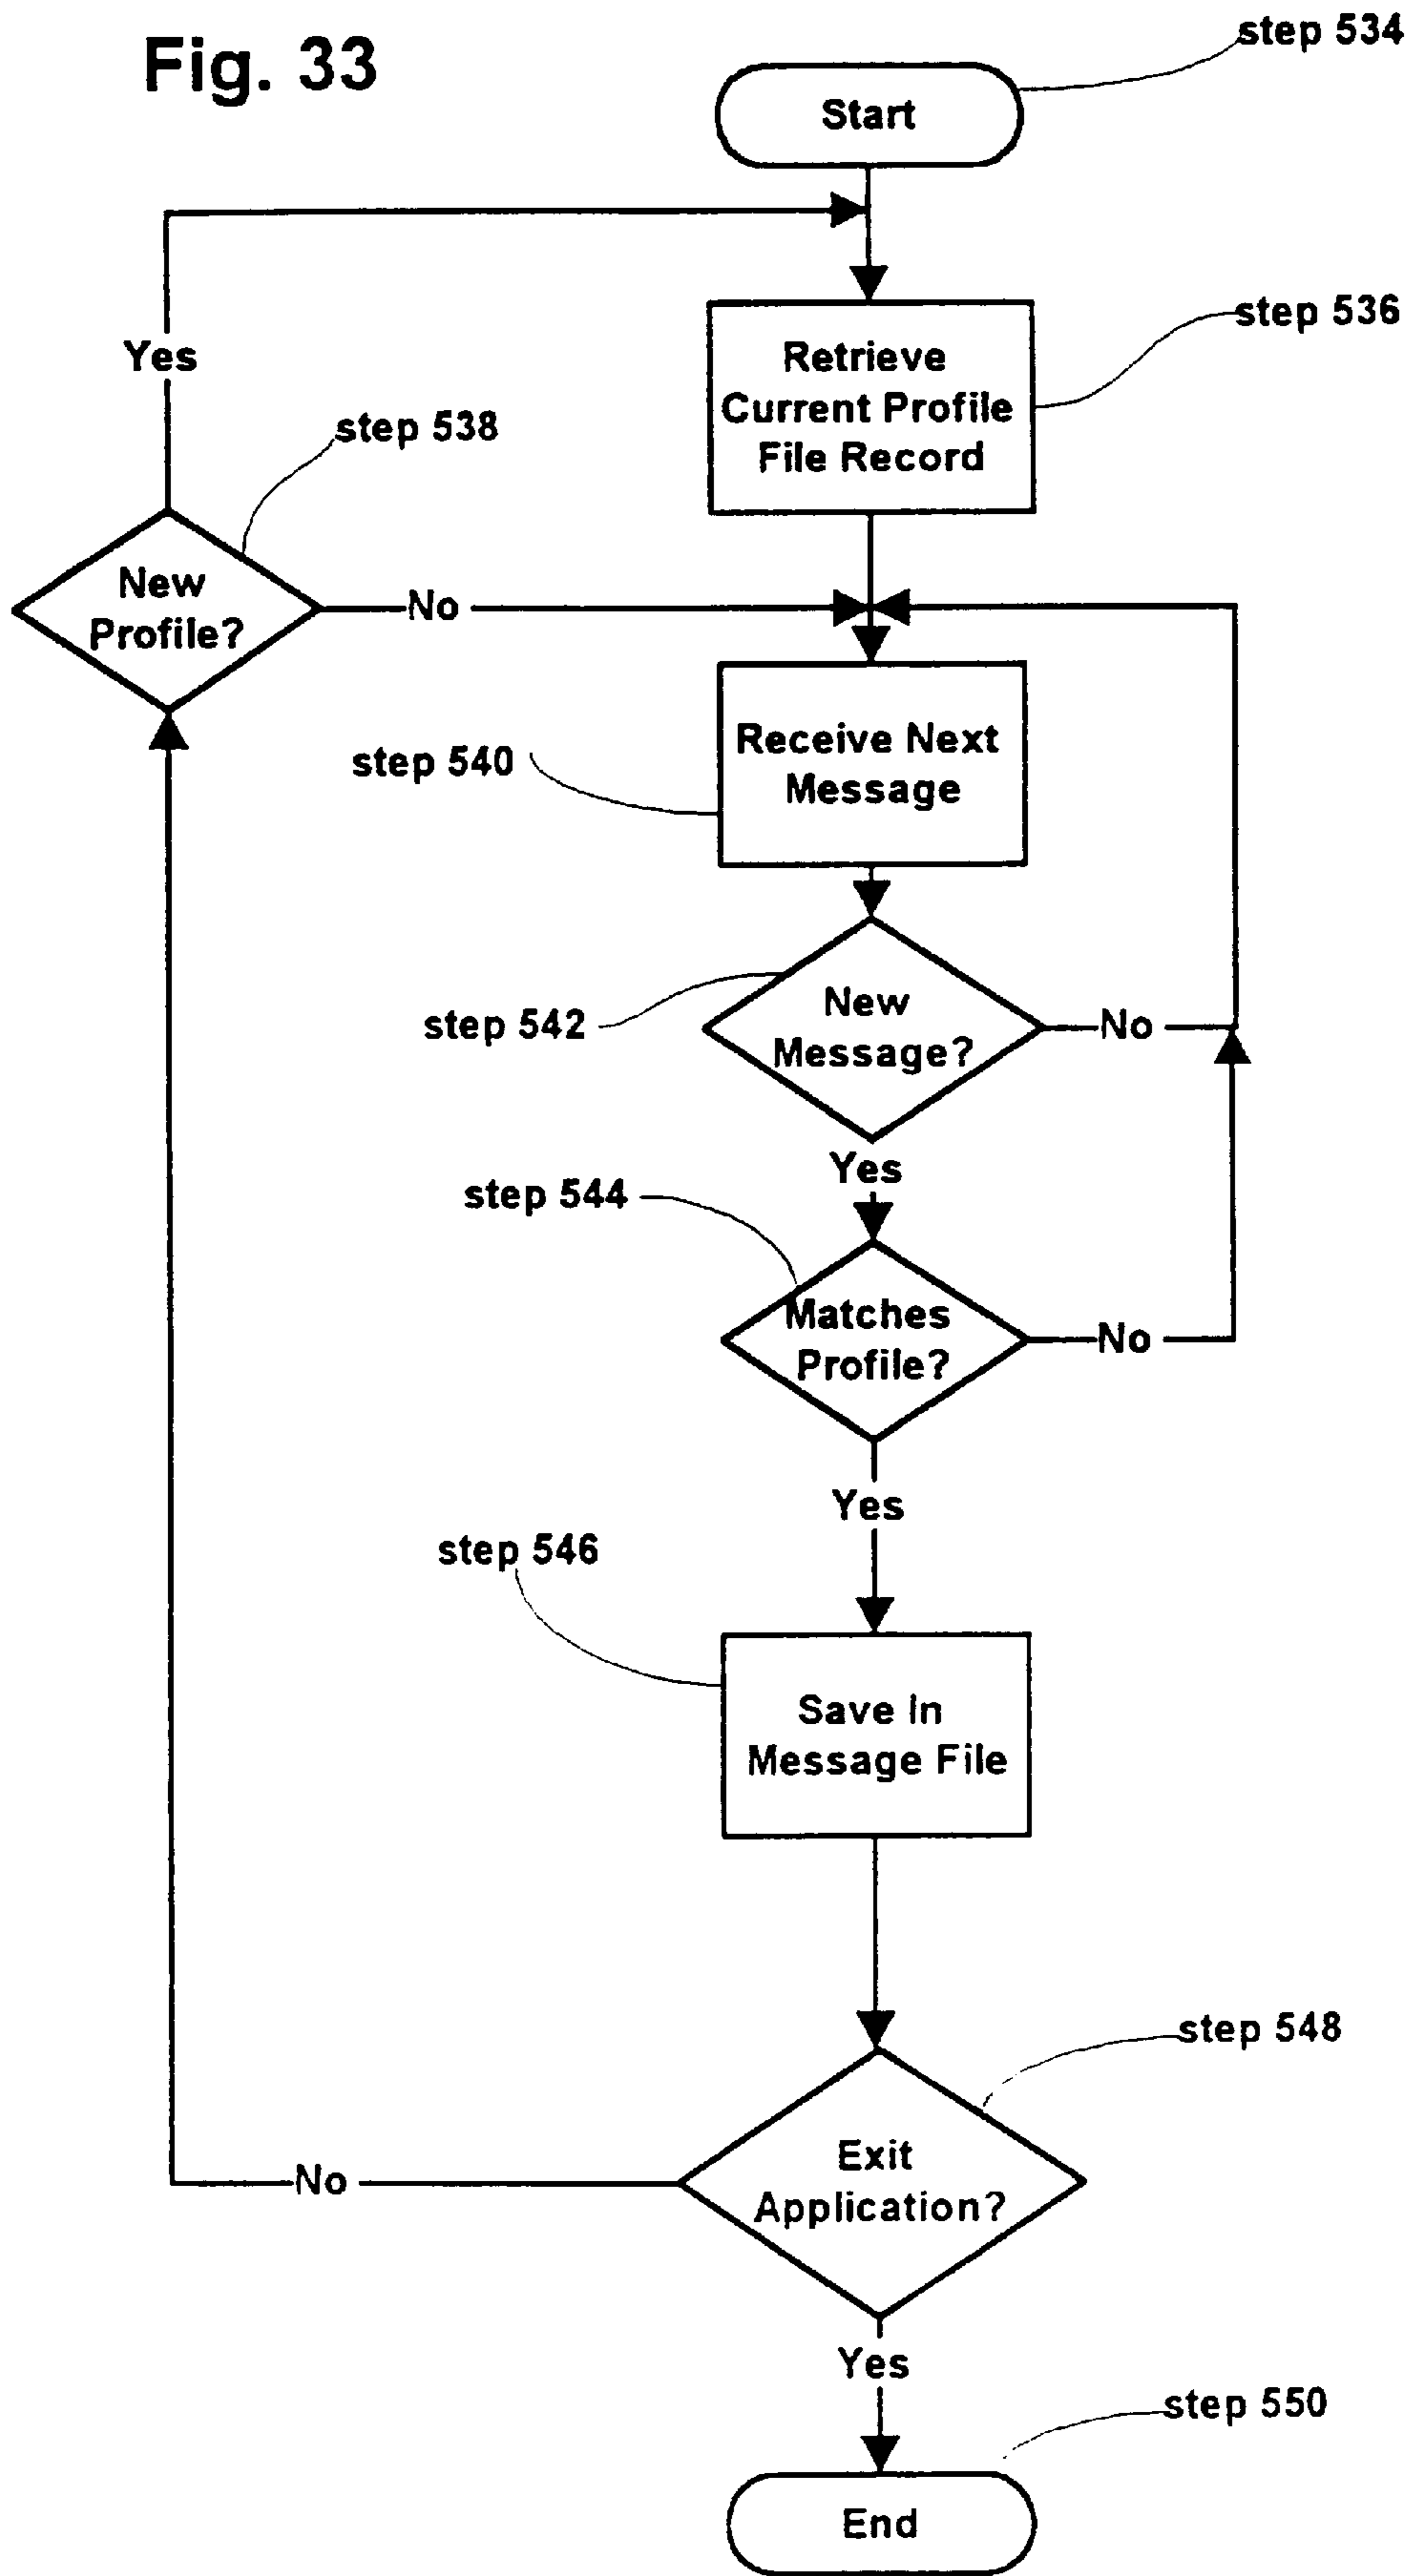 Fig. 33
step 534
Start
step 536
Retrieve
Current Profile
File Record
Yes
step 538
New
Profile?
No
Receive Next
Message
step 540
New
Message?
step 542
No
Yes
step 544
Matches
Profile?
No
Yes
step 546
Save In
Message File
step 548
Exit
Application?
No
Yes
step 550
End